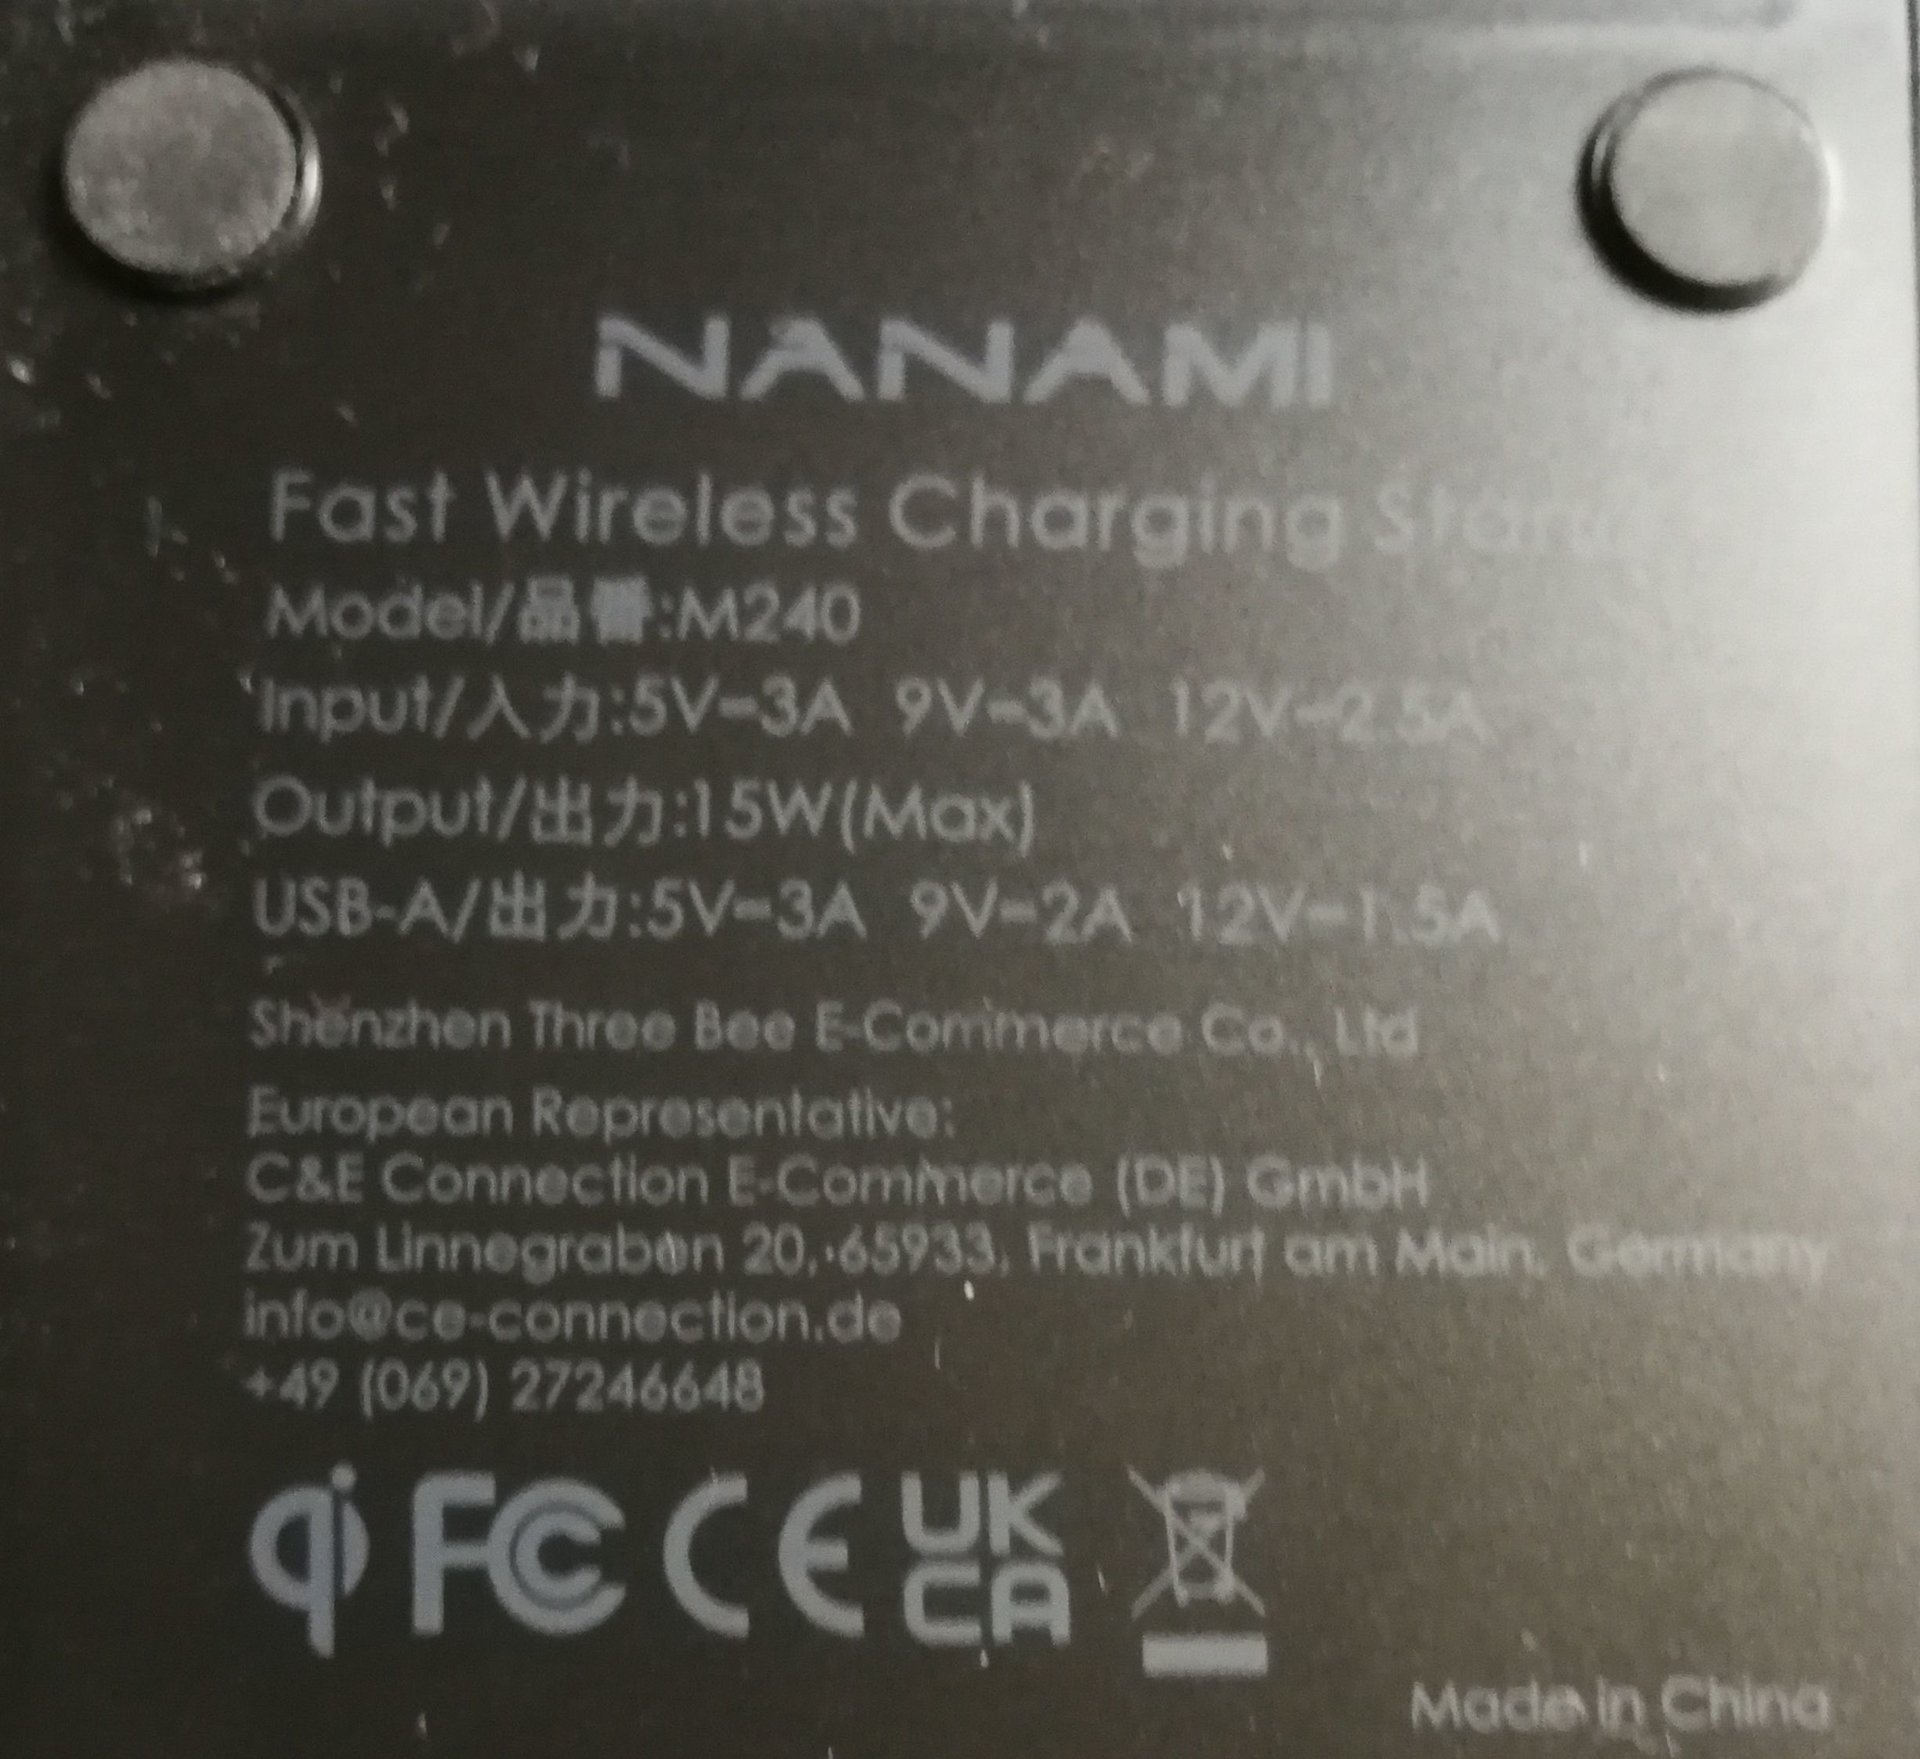 NANAMI
Fast Wireless Charging Stand
Model/品番:M240
Input/入力:5V⎓3A 9V⎓3A 12V⎓2.5A
Output/出力:15W(Max)
USB-A/出力:5V⎓3A 9V⎓2A 12V⎓1.5A
Shenzhen Three Bee E-Commerce Co., Ltd
European Representative:
C&E Connection E-Commerce (DE) GmbH
Zum Linnegraben 20, 65933, Frankfurt am Main, Germany
info@ce-connection.de
+49 (069) 27246648
qi FC CE UK CA
Made in China